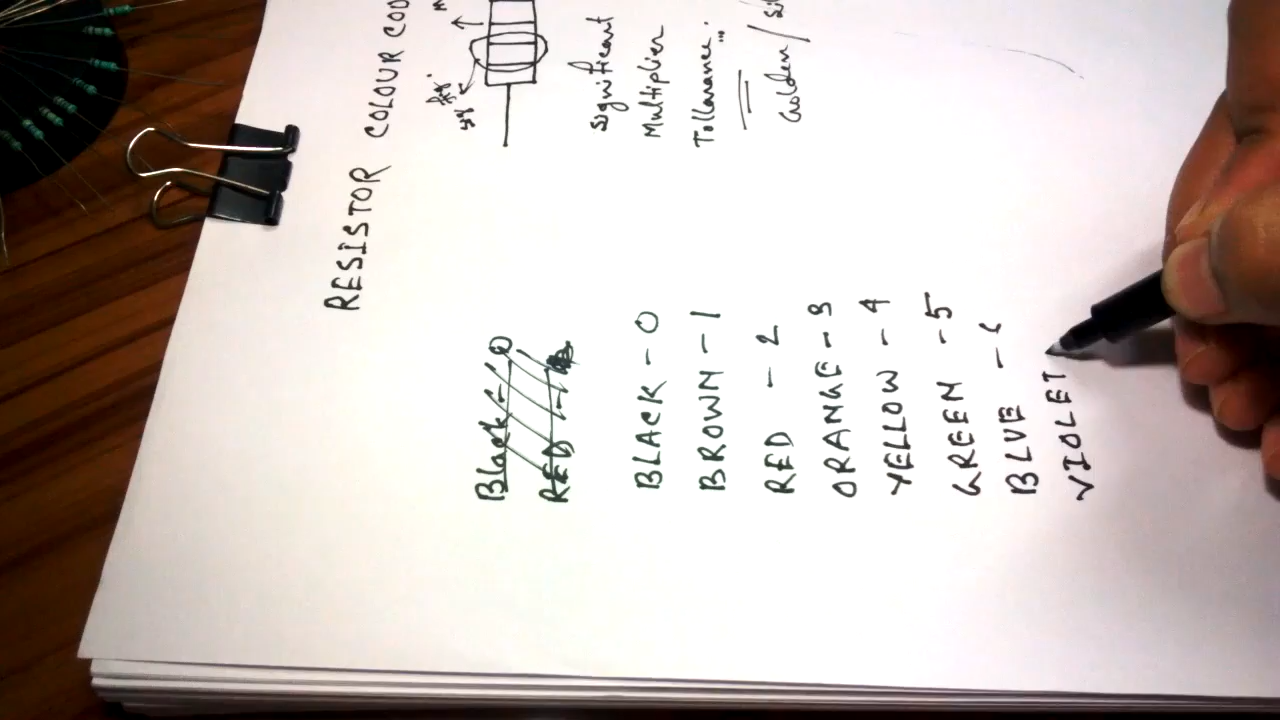 RESISTOR COLOUR COD
Significant
Multiplier
Tollarance:
Golden / Sil
BLACK - 0
BROWN - 1
RED - 2
ORANGE - 3
YELLOW - 4
GREEN - 5
BLUE - 6
VIOLET
Black - 0
RED - 1